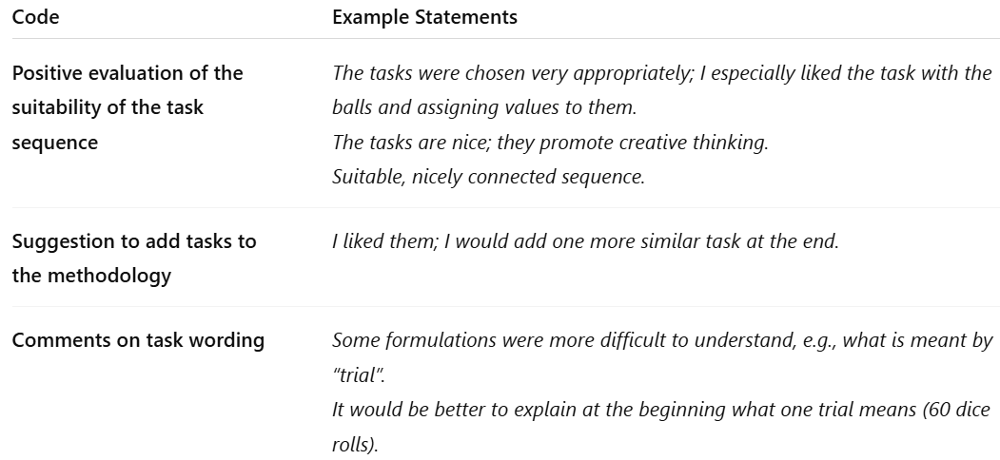 Code
Example Statements
Positive evaluation of the
suitability of the task
sequence
The tasks were chosen very appropriately; I especially liked the task with the
balls and assigning values to them.
The tasks are nice; they promote creative thinking.
Suitable, nicely connected sequence.
Suggestion to add tasks to
the methodology
I liked them; I would add one more similar task at the end.
Comments on task wording
Some formulations were more difficult to understand, e.g., what is meant by
“trial”.
It would be better to explain at the beginning what one trial means (60 dice
rolls).